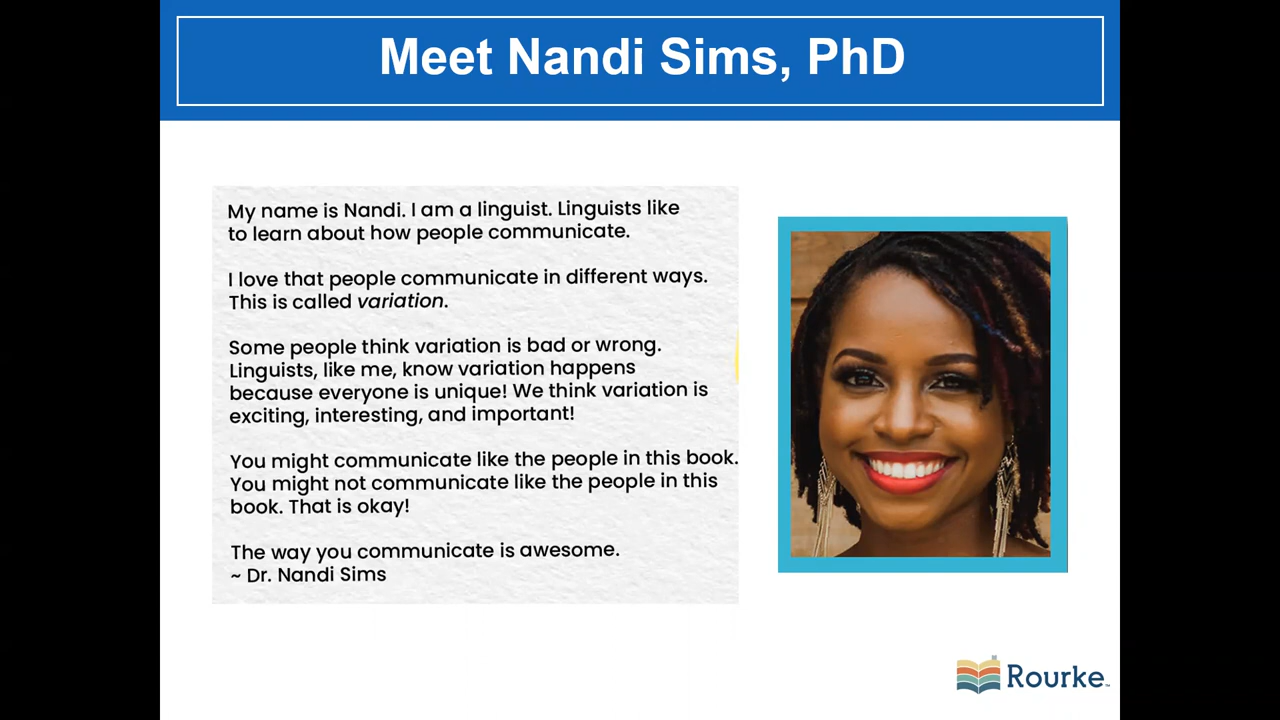 Meet Nandi Sims, PhD
My name is Nandi. I am a linguist. Linguists like
to learn about how people communicate.
I love that people communicate in different ways.
This is called variation.
Some people think variation is bad or wrong.
Linguists, like me, know variation happens
because everyone is unique! We think variation is
exciting, interesting, and important!
You might communicate like the people in this book.
You might not communicate like the people in this
book. That is okay!
The way you communicate is awesome.
~ Dr. Nandi Sims
Rourke™